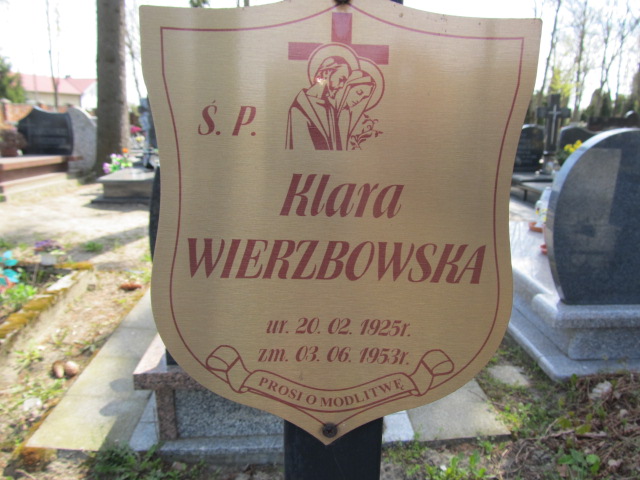 Ś. P.
Klara
WIERZBOWSKA
ur. 20. 02. 1925r.
zm. 03. 06. 1953r.
PROSI O MODLITWĘ